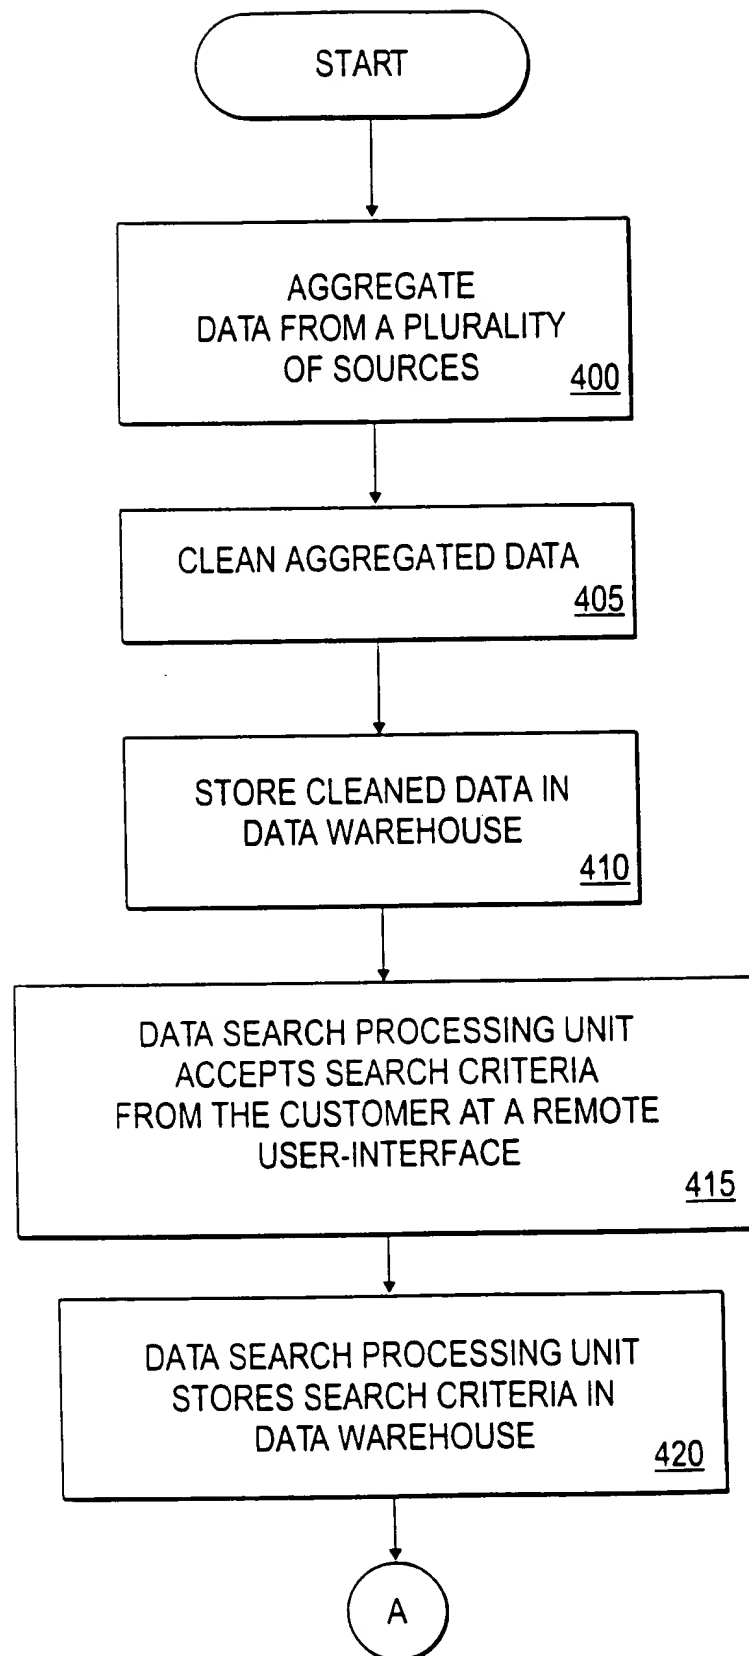 START
AGGREGATE
DATA FROM A PLURALITY
OF SOURCES
400
CLEAN AGGREGATED DATA
405
STORE CLEANED DATA IN
DATA WAREHOUSE
410
DATA SEARCH PROCESSING UNIT
ACCEPTS SEARCH CRITERIA
FROM THE CUSTOMER AT A REMOTE
USER-INTERFACE
415
DATA SEARCH PROCESSING UNIT
STORES SEARCH CRITERIA IN
DATA WAREHOUSE
420
A